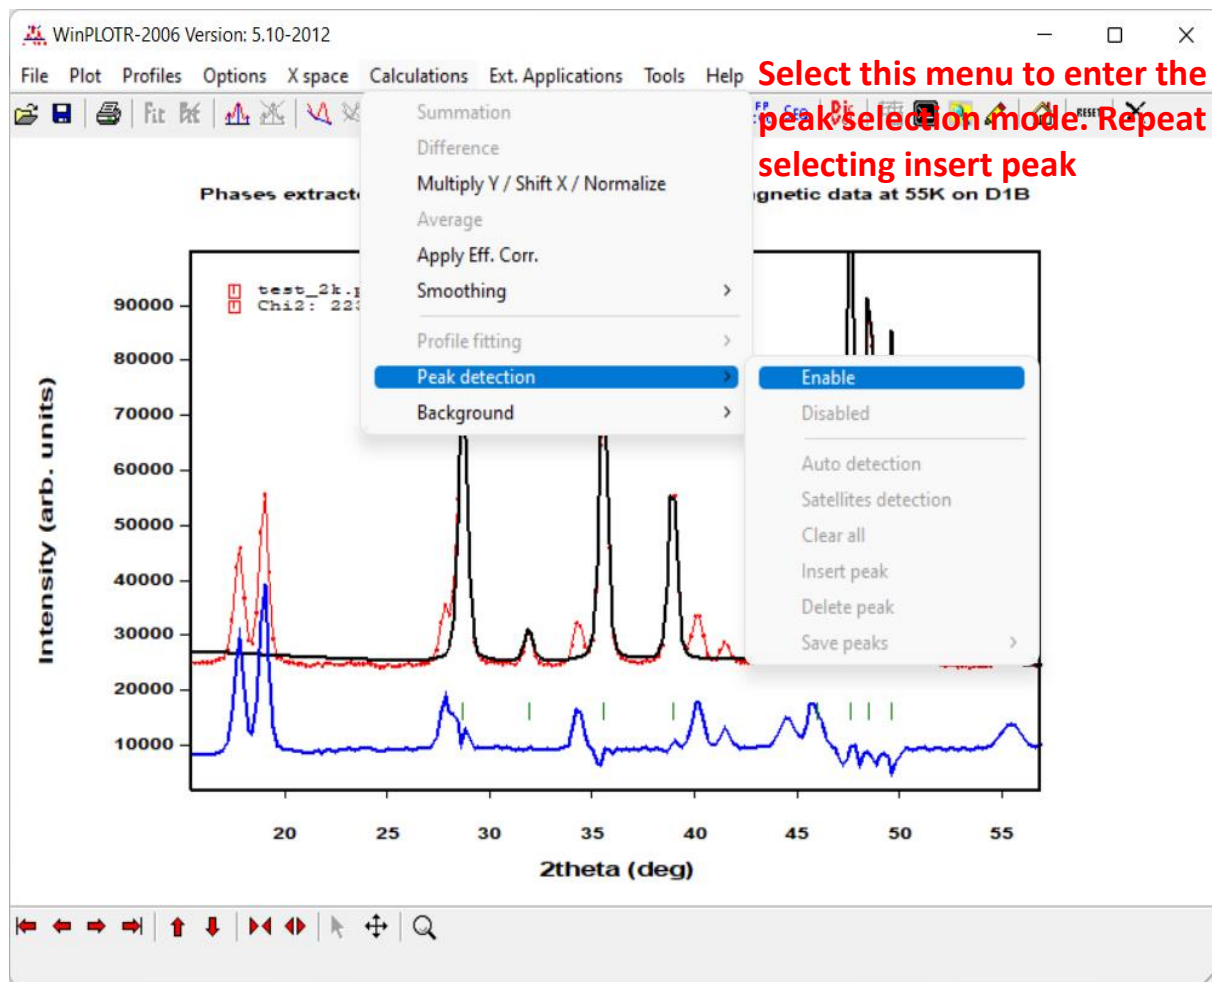 WinPLOTR-2006 Version: 5.10-2012
File Plot Profiles Options X space Calculations Ext. Applications Tools Help
Select this menu to enter the
peak selection mode. Repeat
selecting insert peak
Fit
RESET
Summation
Difference
Multiply Y / Shift X / Normalize
Average
Apply Eff. Corr.
Smoothing
Profile fitting
Peak detection
Background
Enable
Disabled
Auto detection
Satellites detection
Clear all
Insert peak
Delete peak
Save peaks
Phases extract
gnetic data at 55K on D1B
test_2k.p
Chi2: 223
Intensity (arb. units)
90000
80000
70000
60000
50000
40000
30000
20000
10000
20 25 30 35 40 45 50 55
2theta (deg)